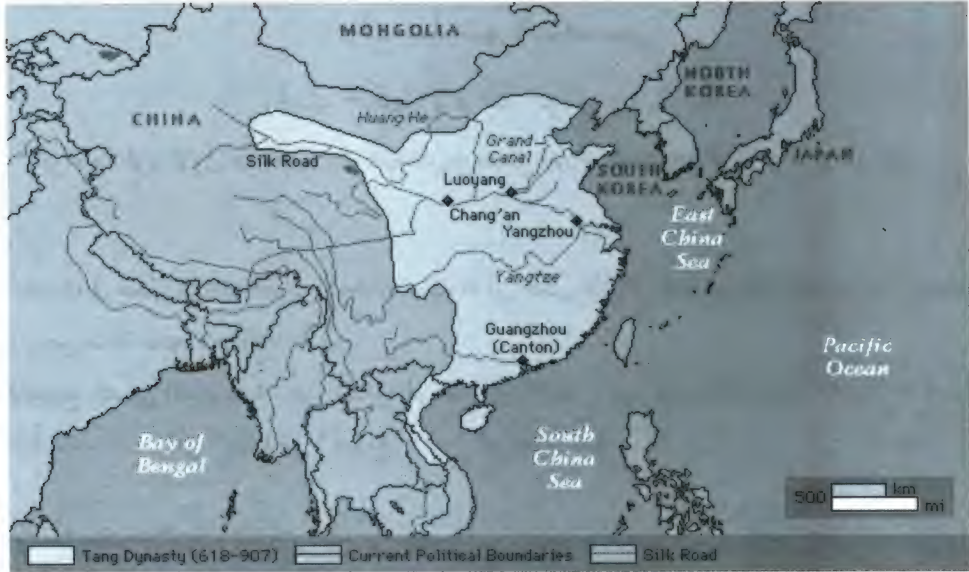 MONGOLIA
NORTH
KOREA
CHINA
Huang He
Grand
Canal
JAPAN
Silk Road
SOUTH
KOREA
Luoyang
Chang'an
Yangzhou
East
China
Sea
Yangtze
Guangzhou
(Canton)
Pacific
Ocean
Bay of
Bengal
South
China
Sea
500 km
mi
Tang Dynasty (618-907) Current Political Boundaries Silk Road